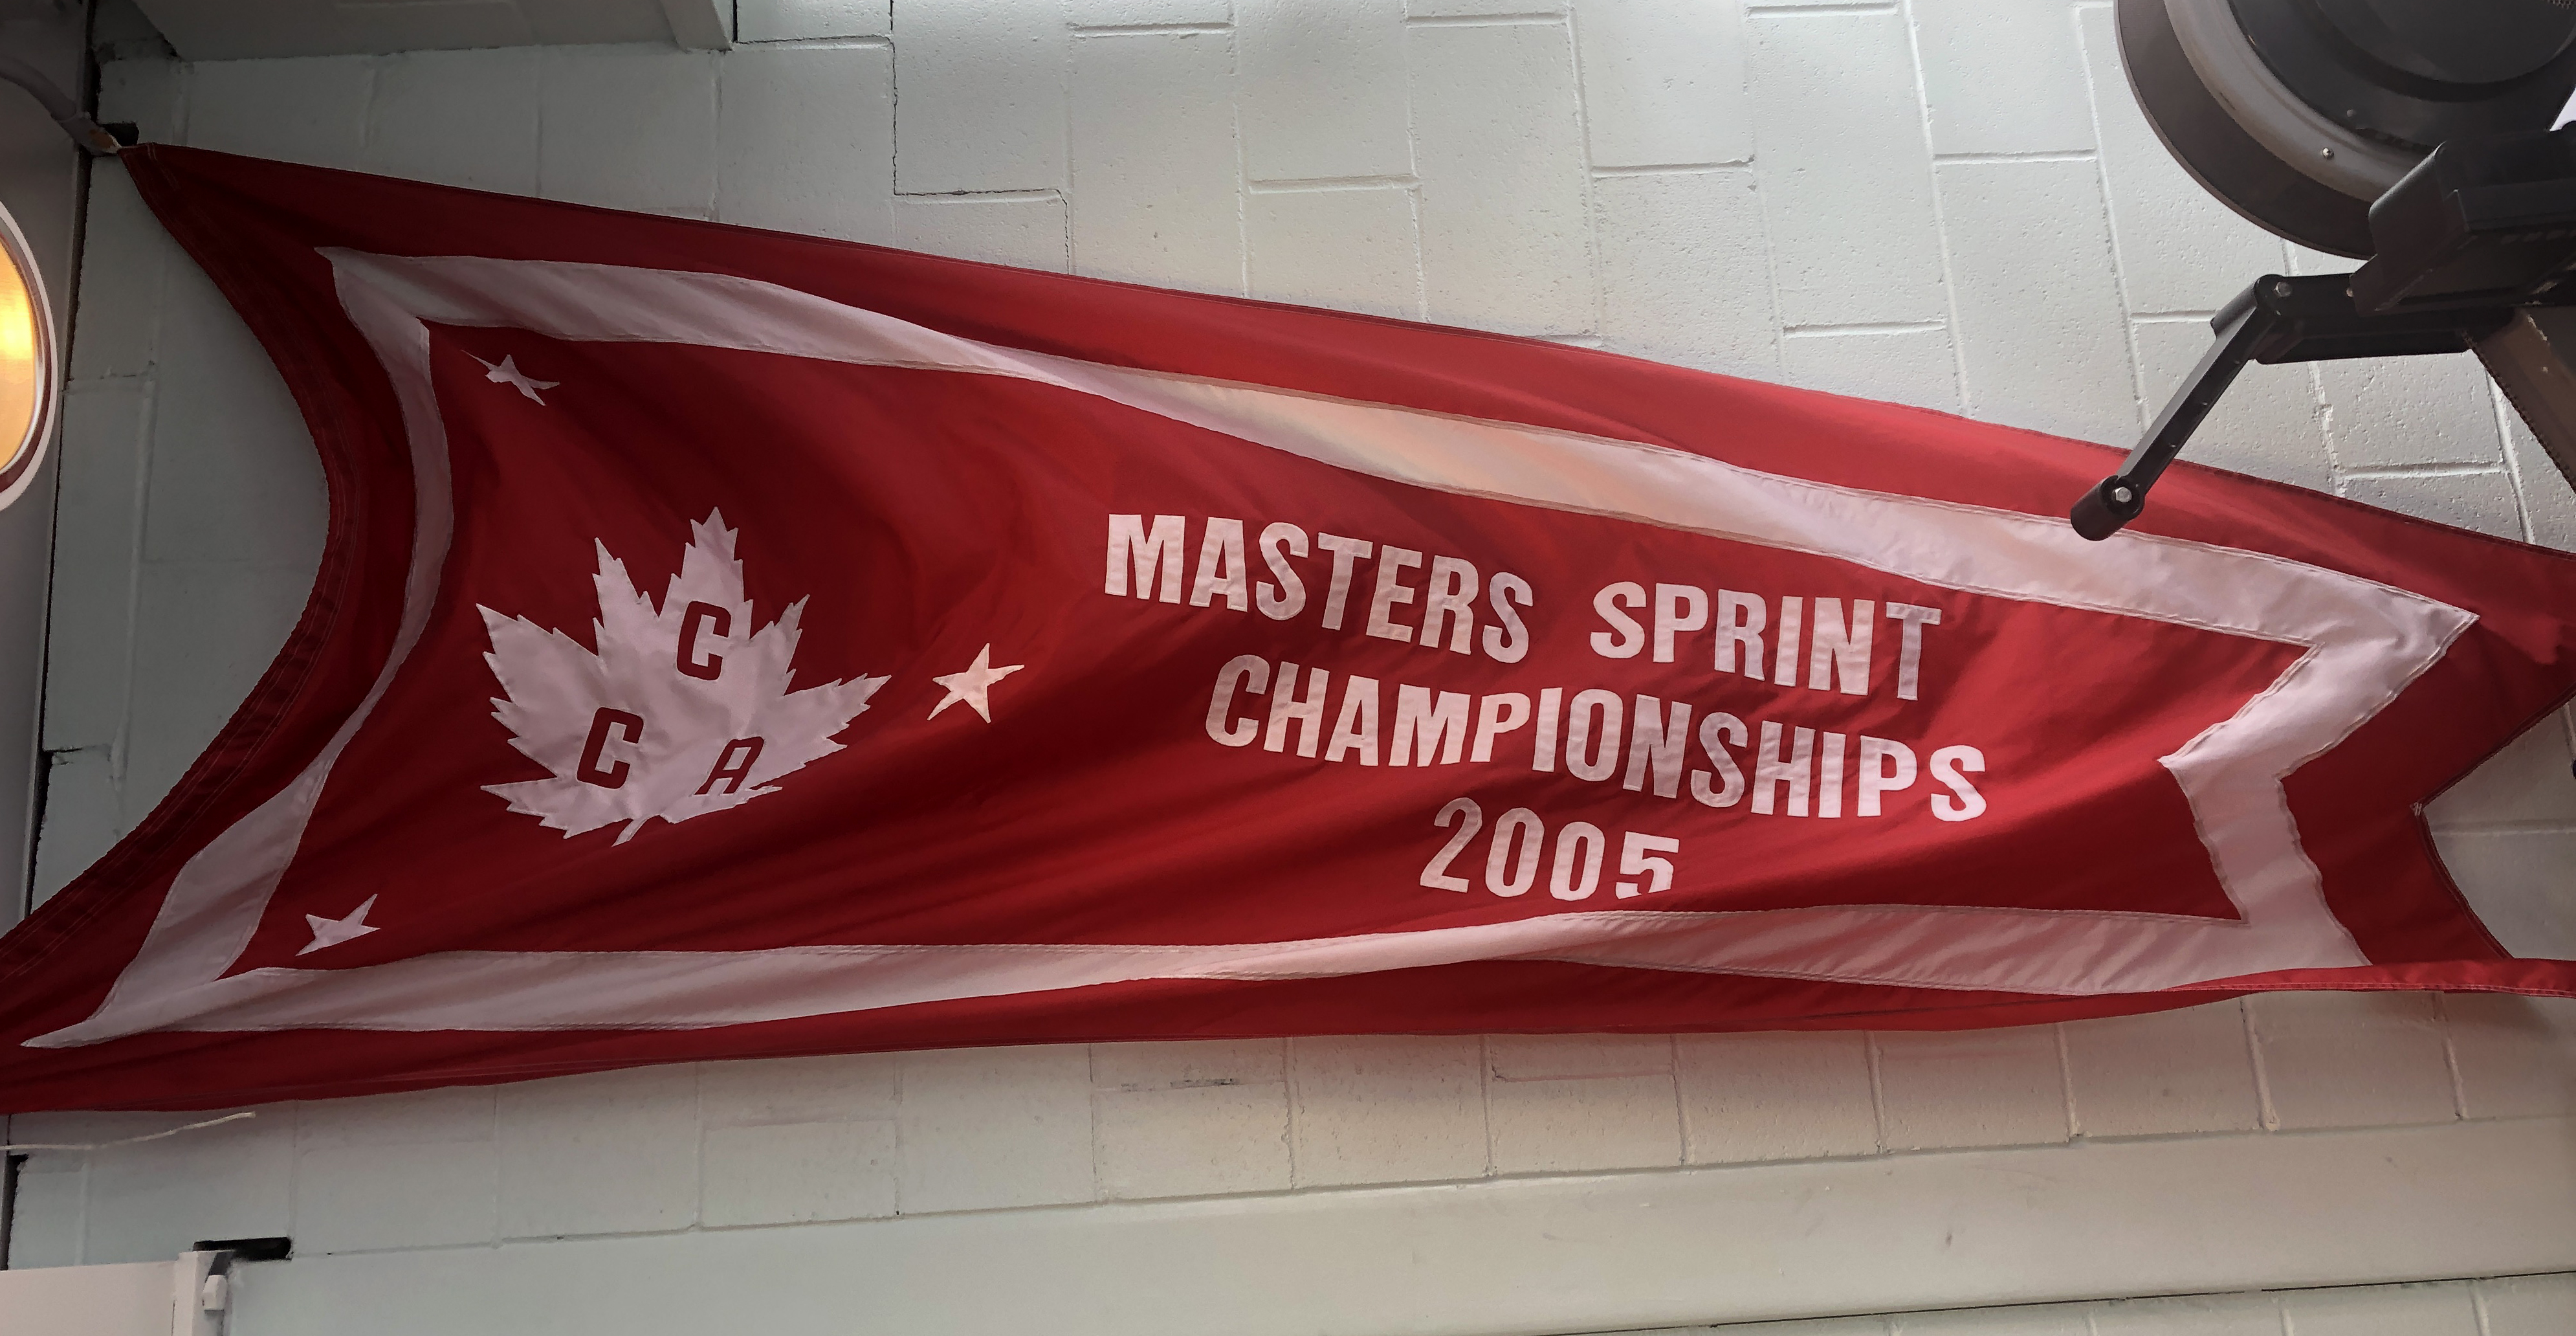 C
C A
MASTERS SPRINT
CHAMPIONSHIPS
2005